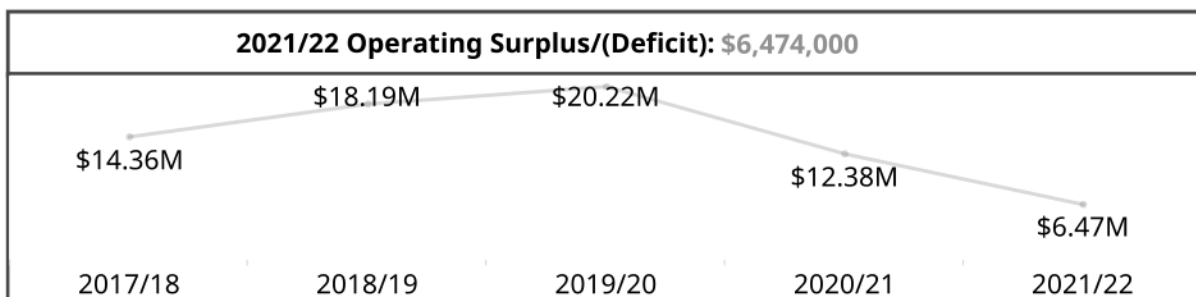 2021/22 Operating Surplus/(Deficit): $6,474,000
$18.19M $20.22M
$14.36M
$12.38M
$6.47M
2017/18 2018/19 2019/20 2020/21 2021/22